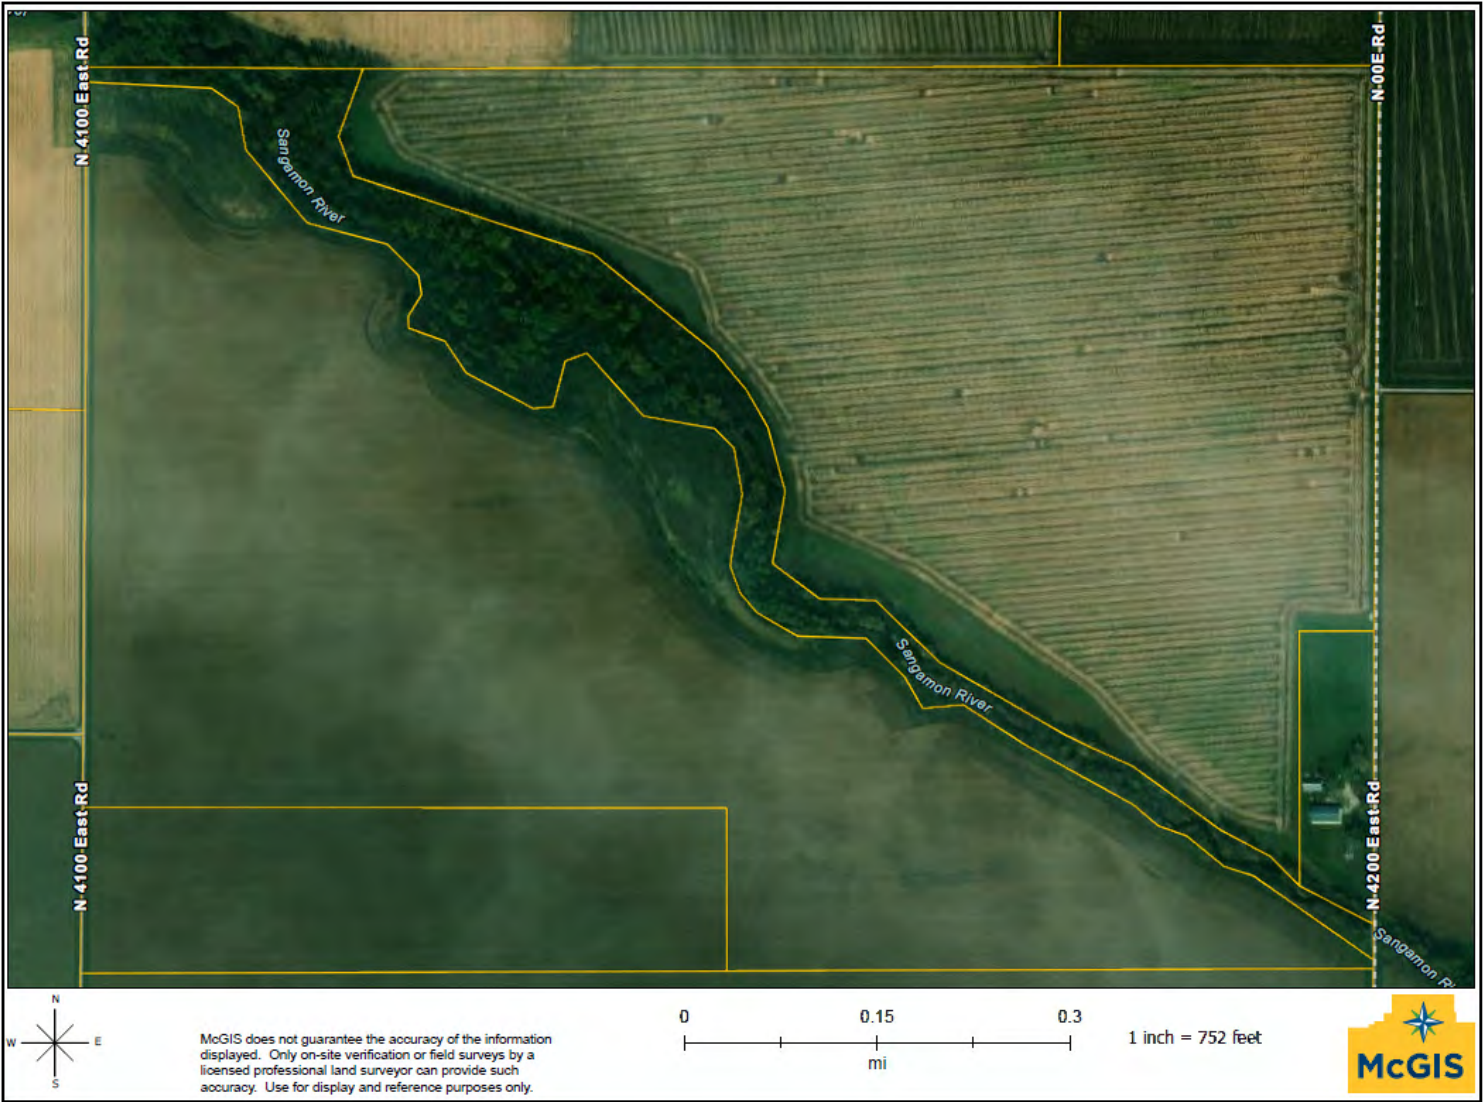 N 4100 East Rd
N 00E Rd
Sangamon River
Sangamon River
N 4100 East Rd
N 4200 East Rd
Sangamon Ri
N
W E
S
McGIS does not guarantee the accuracy of the information
displayed. Only on-site verification or field surveys by a
licensed professional land surveyor can provide such
accuracy. Use for display and reference purposes only.
0 0.15 0.3
mi
1 inch = 752 feet
McGIS